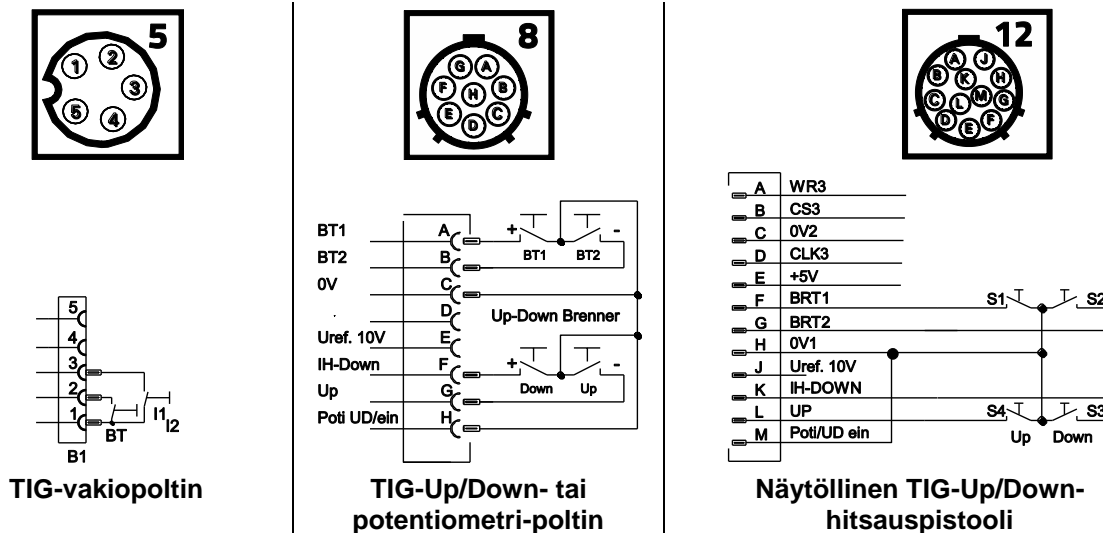 5
1
2
3
5
4
5
4
3
2
1
BT
I1
I2
B1
TIG-vakiopoltin
8
G
A
F
H
B
E
D
C
BT1
A
+
-
BT2
B
BT1
BT2
0V
C
D
Up-Down Brenner
Uref. 10V
E
IH-Down
F
+
-
Up
G
Down
Up
Poti UD/ein
H
TIG-Up/Down- tai
potentiometri-poltin
12
A
J
B
K
H
C
L
M
G
D
E
F
A WR3
B CS3
C 0V2
D CLK3
E +5V
F BRT1
S1
S2
G BRT2
H 0V1
J Uref. 10V
K IH-DOWN
L UP
S4
S3
M Poti/UD ein
Up
Down
Näytöllinen TIG-Up/Down-
hitsauspistooli